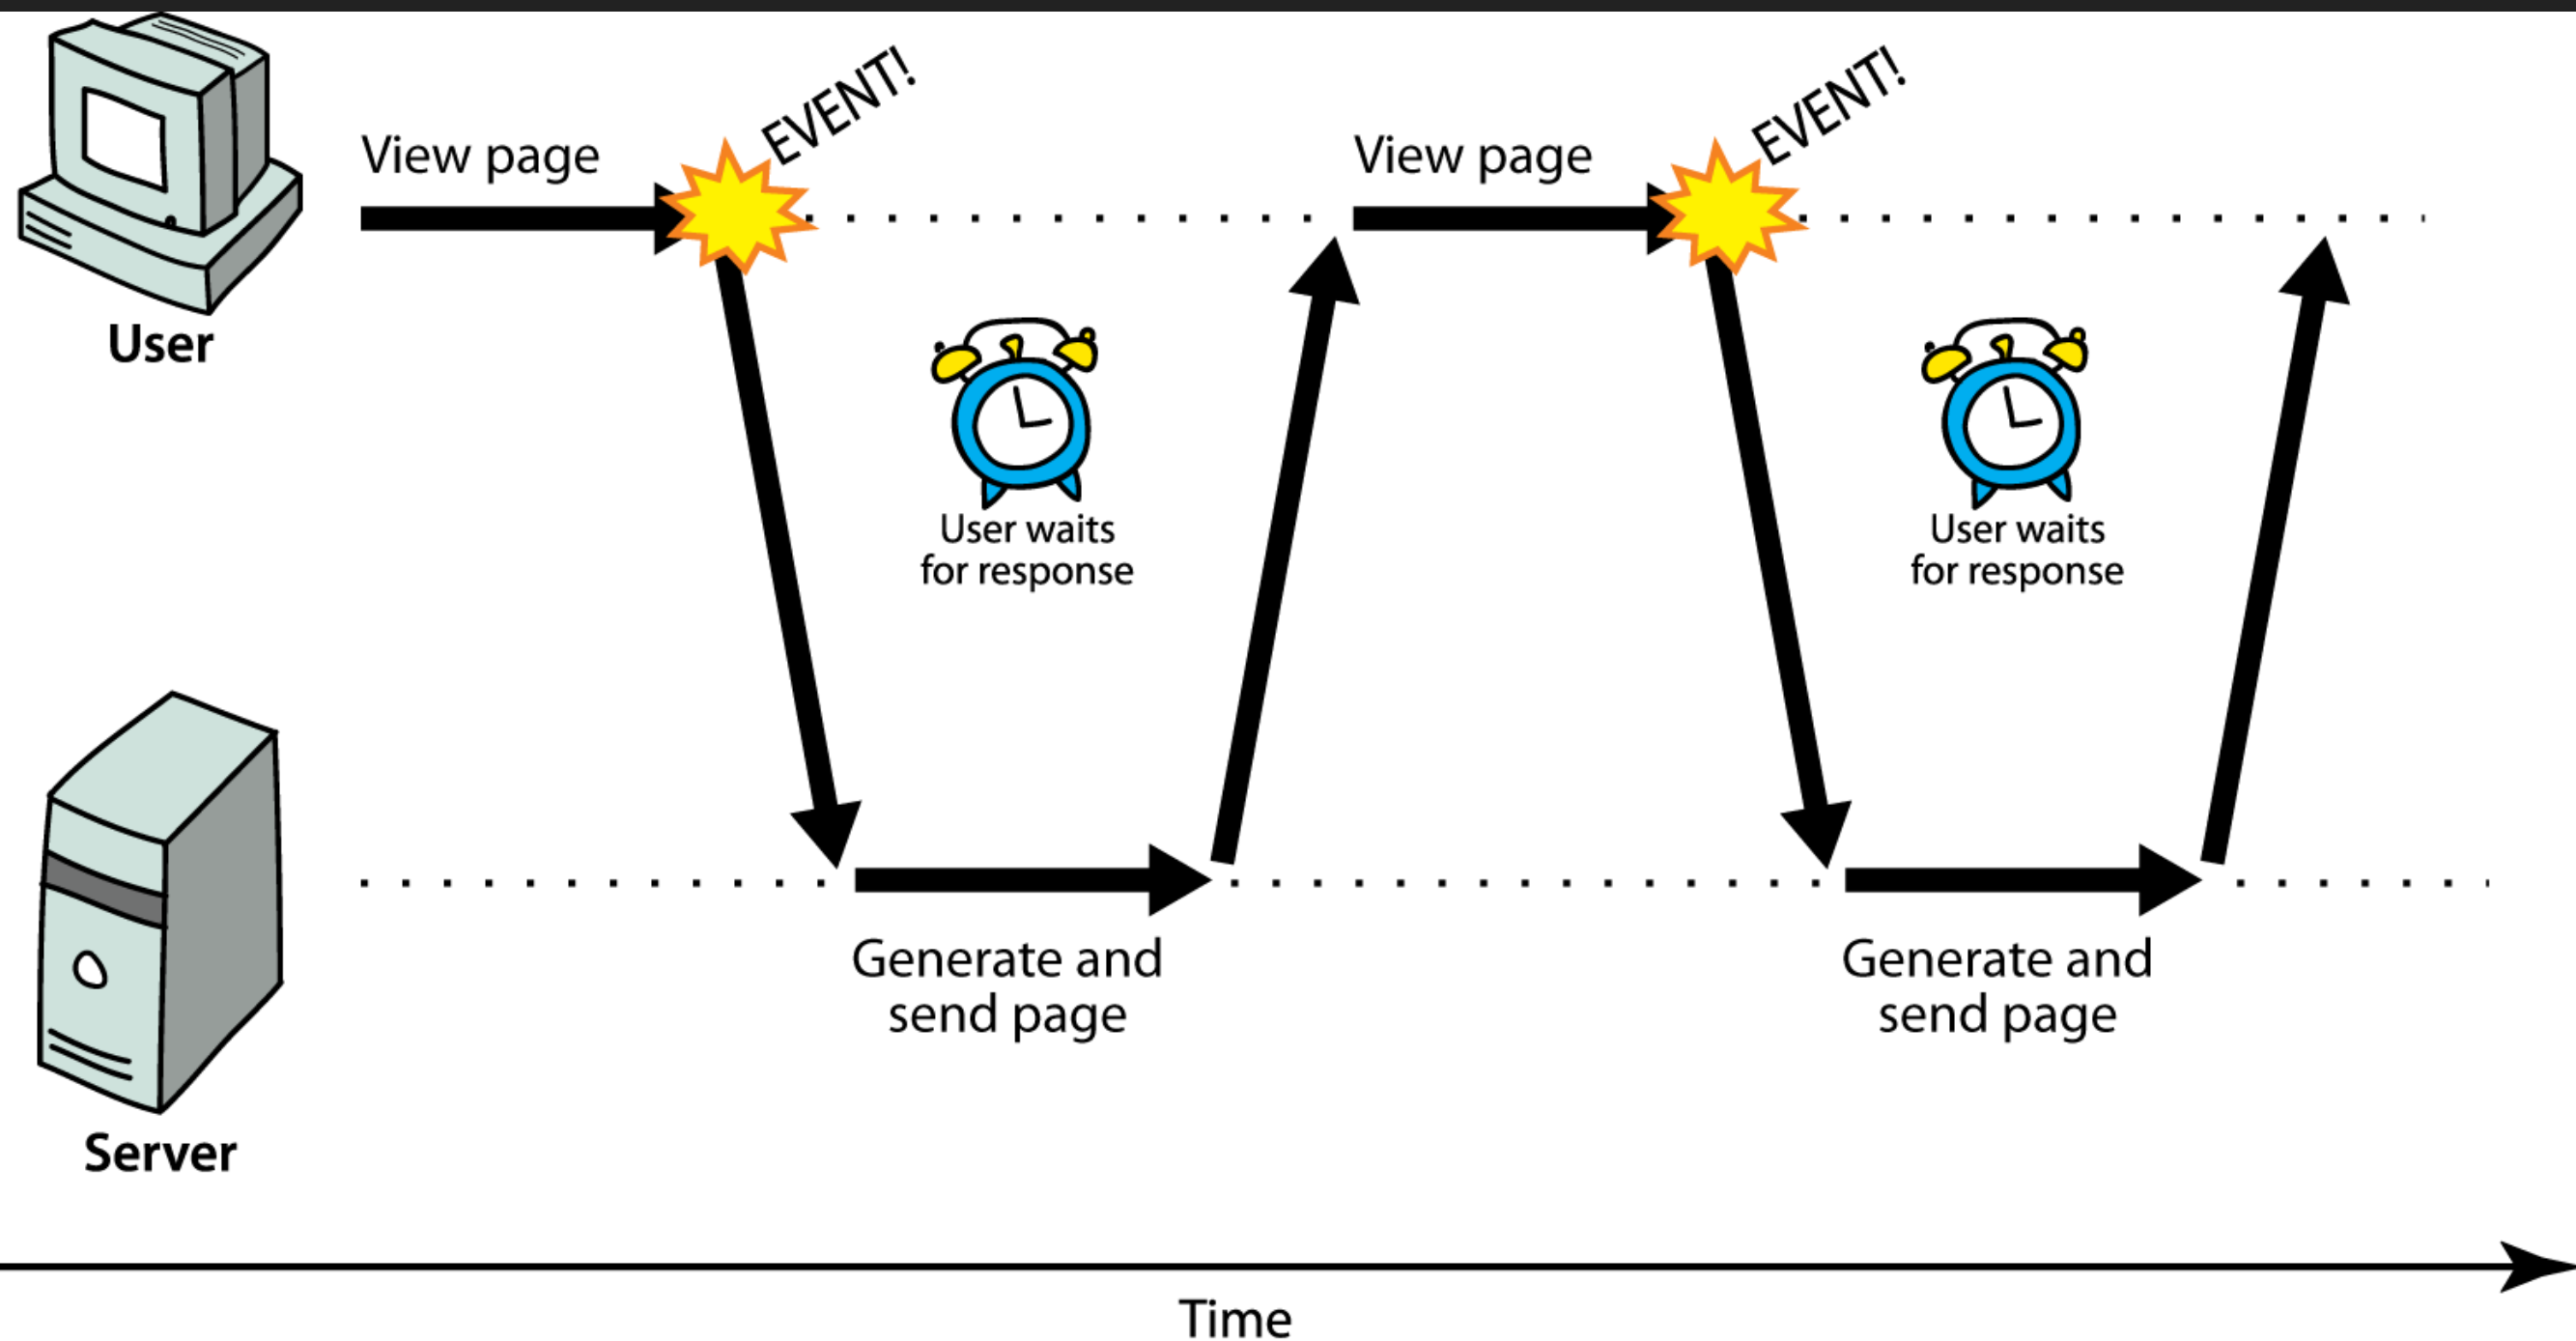 EVENT!
EVENT!
View page
View page
User
User waits
for response
User waits
for response
Generate and
send page
Generate and
send page
Server
Time